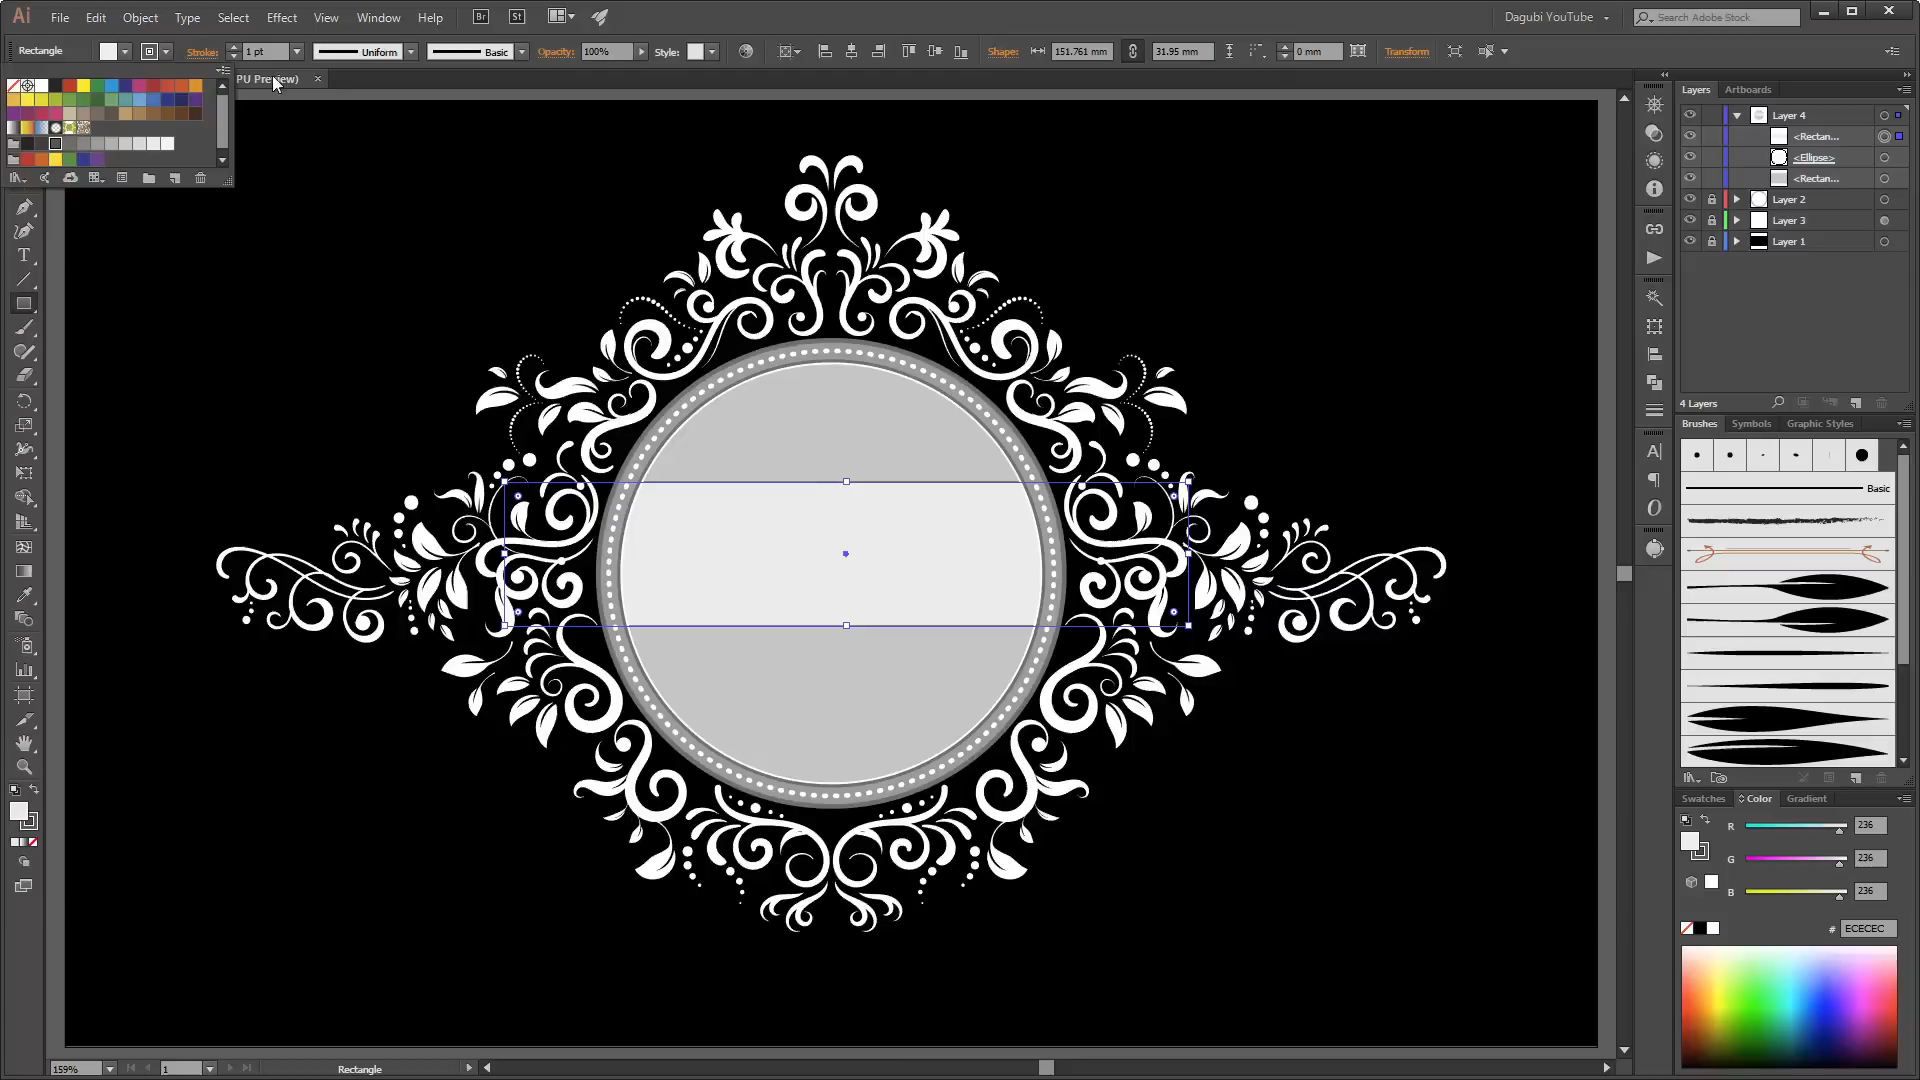 Ai File Edit Object Type Select Effect View Window Help Br St Dagubi YouTube Search Adobe Stock
Rectangle Stroke: 1 pt Uniform Basic Opacity: 100% Style: Shape: 151.761 mm 31.95 mm 0 mm Transform
PU Preview) ×
Layers Artboards
Layer 4
<Rectan...
<Ellipse>
<Rectan...
Layer 2
Layer 3
Layer 1
4 Layers
Brushes Symbols Graphic Styles
Basic
Swatches Color Gradient
R 236
G 236
B 236
# ECECEC
159% 1 Rectangle